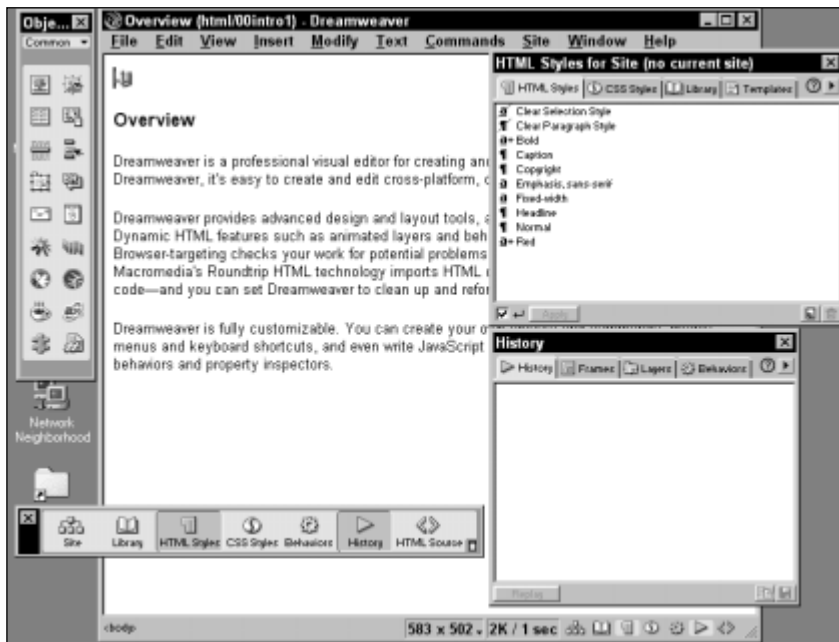 Obje...
Common
Overview (html/00intro1) - Dreamweaver
File Edit View Insert Modify Text Commands Site Window Help
Overview
Dreamweaver is a professional visual editor for creating and
Dreamweaver, it's easy to create and edit cross-platform,
Dreamweaver provides advanced design and layout tools,
Dynamic HTML features such as animated layers and beh
Browser-targeting checks your work for potential problems
Macromedia's Roundtrip HTML technology imports HTML
code—and you can set Dreamweaver to clean up and refor
Dreamweaver is fully customizable. You can create your own
menus and keyboard shortcuts, and even write JavaScript
behaviors and property inspectors.
HTML Styles for Site (no current site)
HTML Styles CSS Styles Library Templates
Clear Selection Style
Clear Paragraph Style
Bold
Caption
Copyright
Emphasis, sans-serif
Fixed-width
Headline
Normal
Red
Apply
History
History Frames Layers Behaviors
Replay
Network
Neighborhood
Site Library HTML Styles CSS Styles Behaviors History HTML Source
<body> 583 x 502 2K / 1 sec